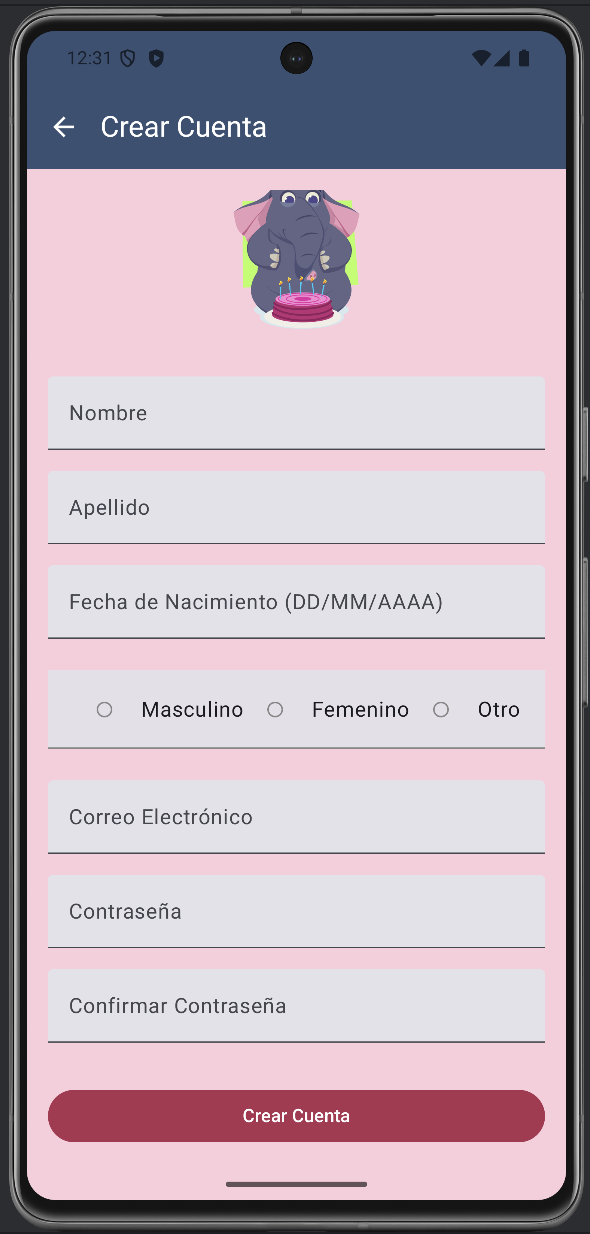 12:31
Crear Cuenta
Nombre
Apellido
Fecha de Nacimiento (DD/MM/AAAA)
Masculino Femenino Otro
Correo Electrónico
Contraseña
Confirmar Contraseña
Crear Cuenta